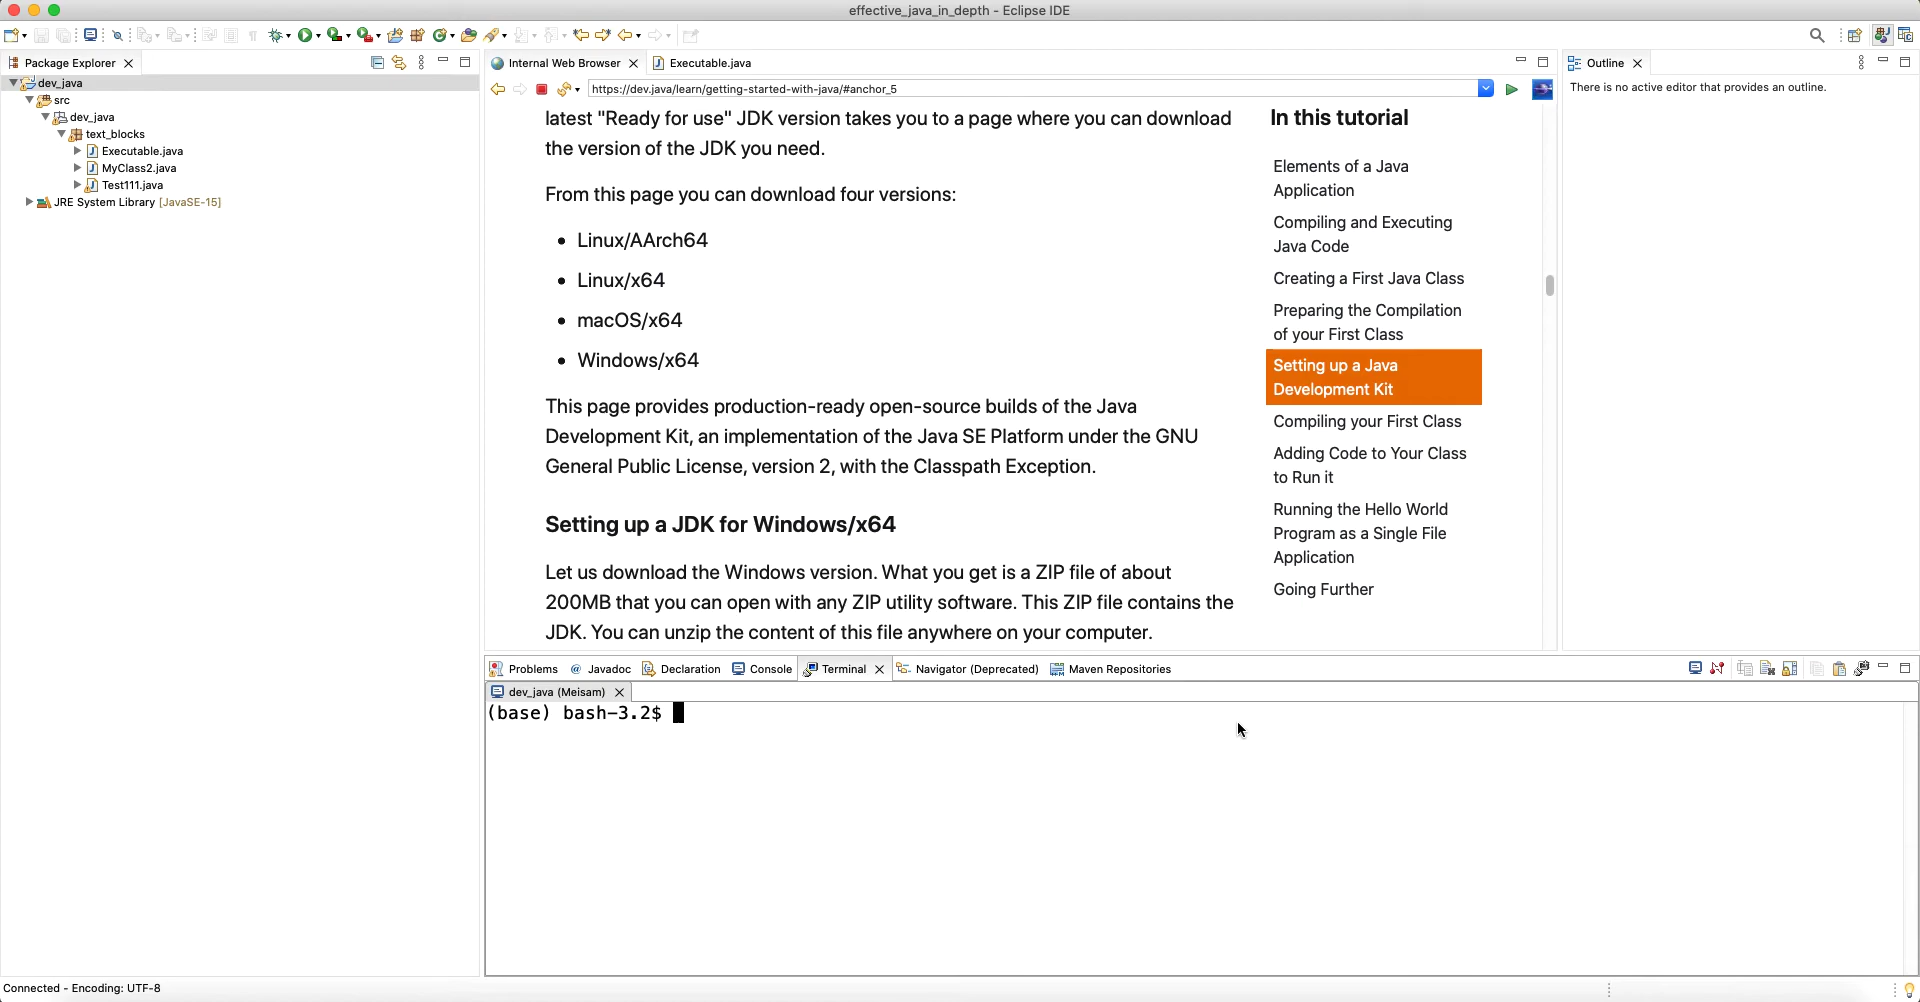 effective_java_in_depth - Eclipse IDE
Package Explorer
dev_java
src
dev_java
text_blocks
Executable.java
MyClass2.java
Test111.java
JRE System Library [JavaSE-15]
Internal Web Browser
Executable.java
https://dev.java/learn/getting-started-with-java/#anchor_5
latest "Ready for use" JDK version takes you to a page where you can download
the version of the JDK you need.
From this page you can download four versions:
• Linux/AArch64
• Linux/x64
• macOS/x64
• Windows/x64
This page provides production-ready open-source builds of the Java
Development Kit, an implementation of the Java SE Platform under the GNU
General Public License, version 2, with the Classpath Exception.
Setting up a JDK for Windows/x64
Let us download the Windows version. What you get is a ZIP file of about
200MB that you can open with any ZIP utility software. This ZIP file contains the
JDK. You can unzip the content of this file anywhere on your computer.
In this tutorial
Elements of a Java
Application
Compiling and Executing
Java Code
Creating a First Java Class
Preparing the Compilation
of your First Class
Setting up a Java
Development Kit
Compiling your First Class
Adding Code to Your Class
to Run it
Running the Hello World
Program as a Single File
Application
Going Further
Outline
There is no active editor that provides an outline.
Problems
@ Javadoc
Declaration
Console
Terminal
Navigator (Deprecated)
Maven Repositories
dev_java (Meisam)
(base) bash-3.2$
Connected - Encoding: UTF-8